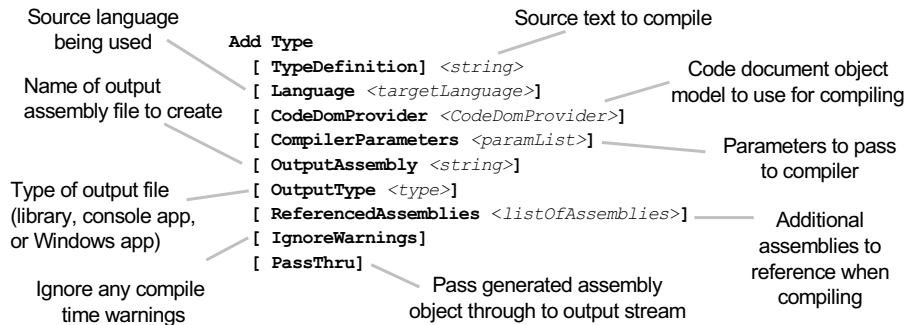 Source language
being used
Source text to compile
Name of output
assembly file to create
Add Type
[ TypeDefinition] <string>
[ Language <targetLanguage>]
[ CodeDomProvider <CodeDomProvider>]
[ CompilerParameters <paramList>]
[ OutputAssembly <string>]
[ OutputType <type>]
[ ReferencedAssemblies <listOfAssemblies>]
[ IgnoreWarnings]
[ PassThru]
Code document object
model to use for compiling
Parameters to pass
to compiler
Type of output file
(library, console app,
or Windows app)
Additional
assemblies to
reference when
compiling
Ignore any compile
time warnings
Pass generated assembly
object through to output stream